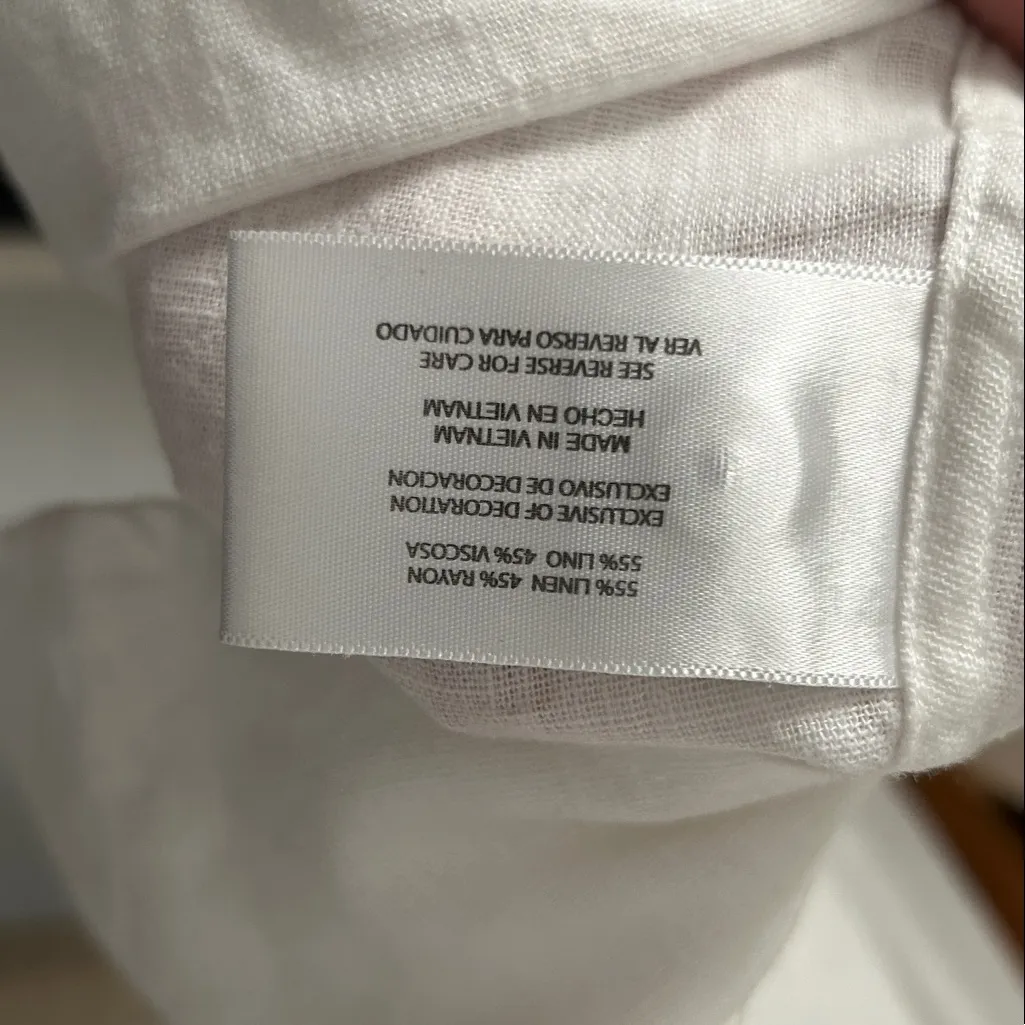 55% LINEN 45% RAYON
55% LINO 45% VISCOSA
EXCLUSIVE OF DECORATION
EXCLUSIVO DE DECORACION
MADE IN VIETNAM
HECHO EN VIETNAM
SEE REVERSE FOR CARE
VER AL REVERSO PARA CUIDADO